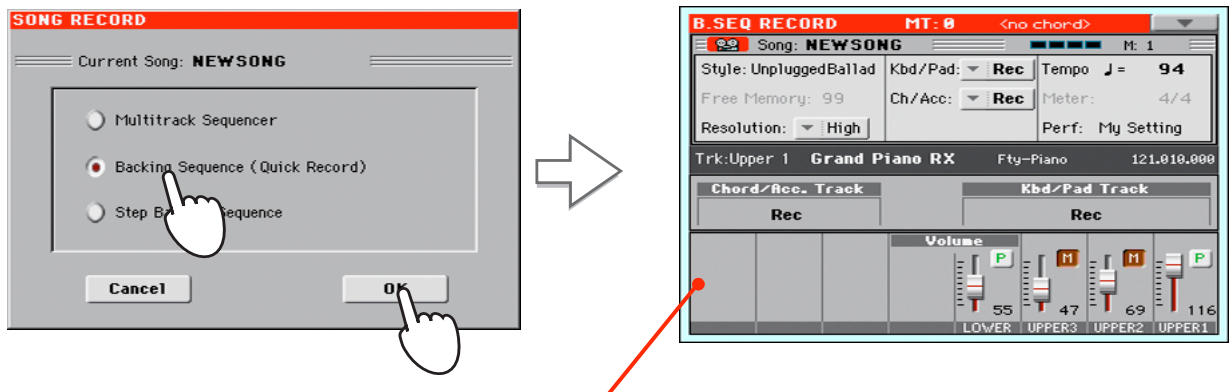 SONG RECORD
Current Song: NEWSONG
Multitrack Sequencer
Backing Sequence (Quick Record)
Step Sequence
Cancel
OK
B.SEQ RECORD MT: 0 <no chord>
Song: NEWSONG M: 1
Style: UnpluggedBallad Kbd/Pad: Rec Tempo ♩= 94
Free Memory: 99 Ch/Acc: Rec Meter: 4/4
Resolution: High Perf: My Setting
Trk:Upper 1 Grand Piano RX Fty-Piano 121.010.000
Chord/Acc. Track Kbd/Pad Track
Rec Rec
Volume
P M M P
55 47 69 116
LOWER UPPER3 UPPER2 UPPER1